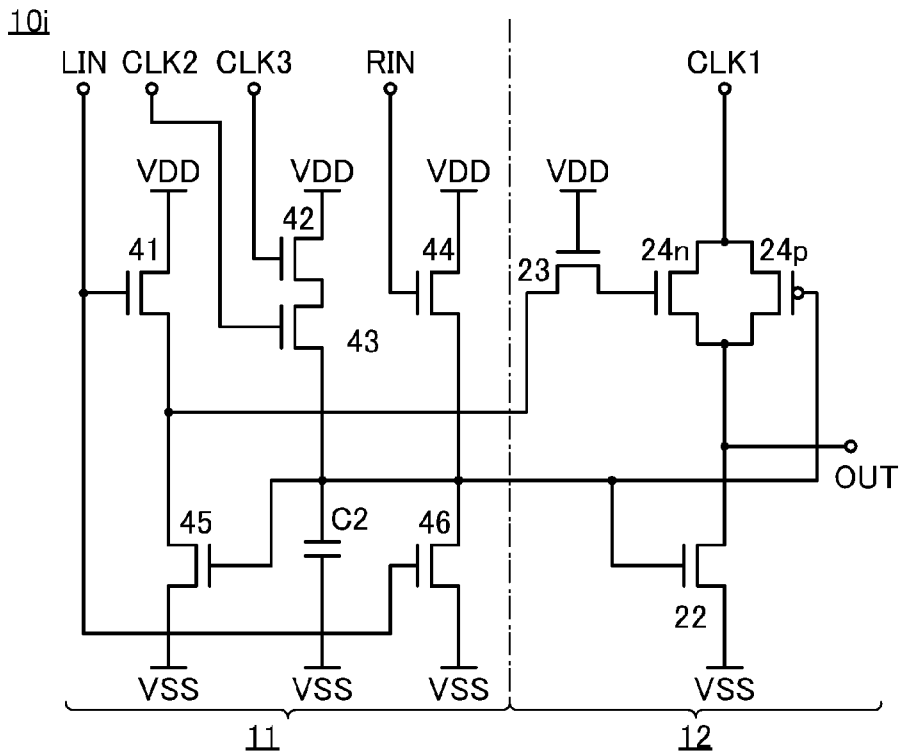 10j
LIN CLK2 CLK3 RIN CLK1
VDD VDD VDD VDD
41 42 44 23 24n 24p
43
OUT
45 C2 46 22
VSS VSS VSS VSS
11 12